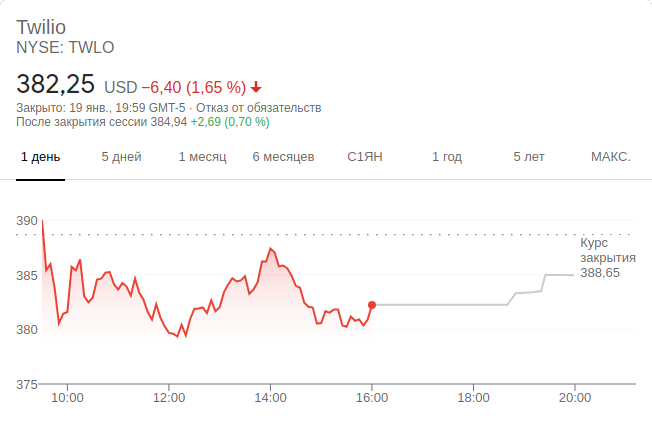 Twilio
NYSE: TWLO
382,25 USD −6,40 (1,65 %)
Закрыто: 19 янв., 19:59 GMT-5 · Отказ от обязательств
После закрытия сессии 384,94 +2,69 (0,70 %)
1 день 5 дней 1 месяц 6 месяцев С1ЯН 1 год 5 лет МАКС.
390
Курс
закрытия
385
388,65
380
375
10:00 12:00 14:00 16:00 18:00 20:00